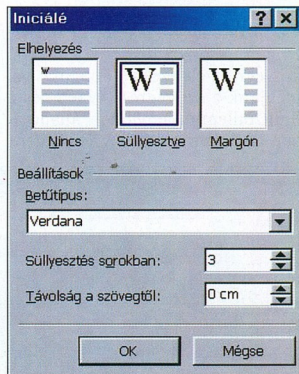 Iniciálé
Elhelyezés
W W W
Nincs Süllyesztve Margón
Beállítások
Betűtípus:
Verdana
Süllyesztés sorokban: 3
Távolság a szövegtől: 0 cm
OK Mégse